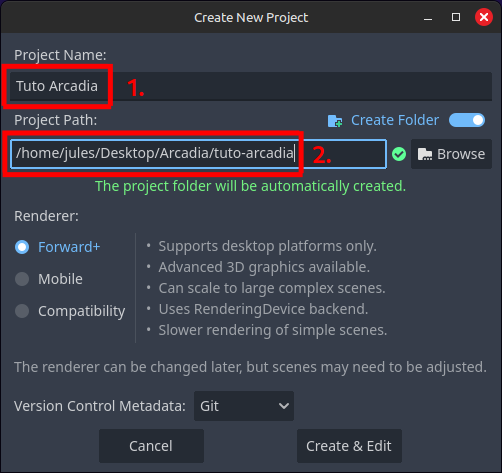 Create New Project
Project Name:
Tuto Arcadia 1.
Project Path: Create Folder
/home/jules/Desktop/Arcadia/tuto-arcadia 2. Browse
The project folder will be automatically created.
Renderer:
Forward+
Mobile
Compatibility
• Supports desktop platforms only.
• Advanced 3D graphics available.
• Can scale to large complex scenes.
• Uses RenderingDevice backend.
• Slower rendering of simple scenes.
The renderer can be changed later, but scenes may need to be adjusted.
Version Control Metadata: Git
Cancel Create & Edit